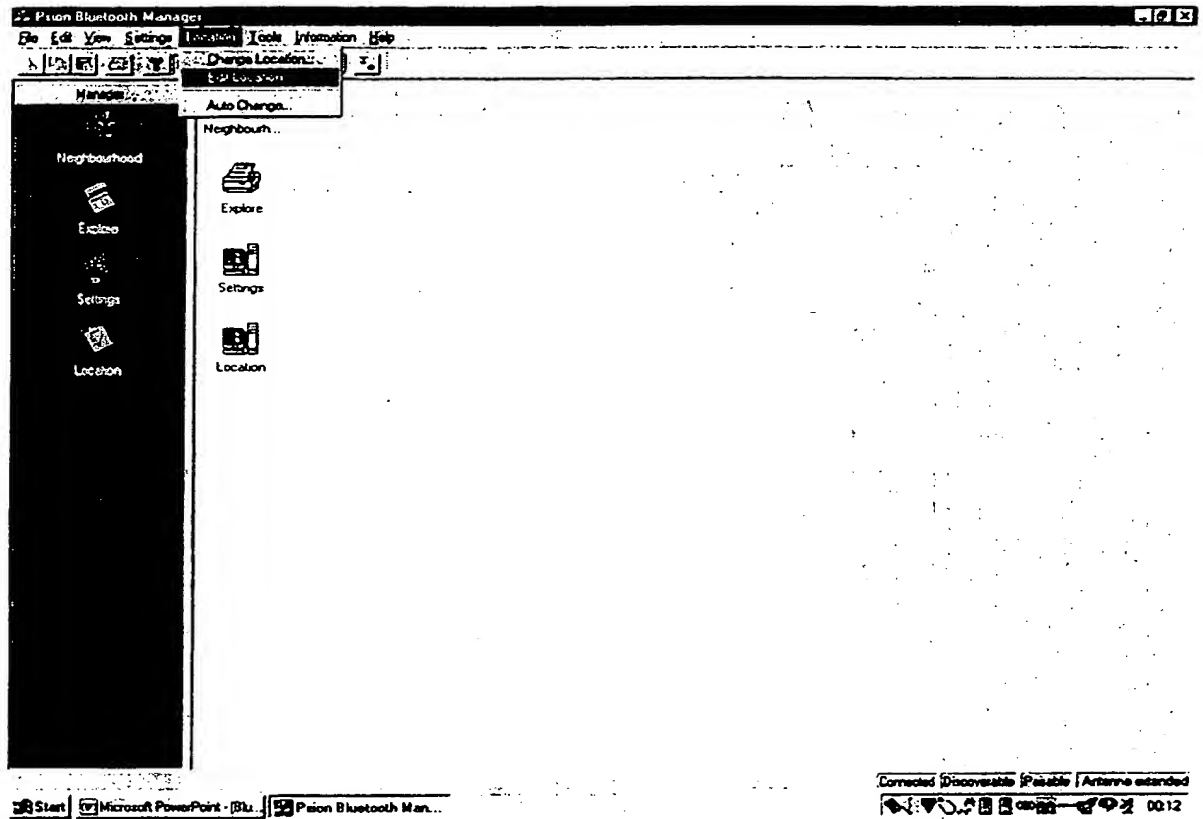 Psion Bluetooth Manager
File Edit View Settings Location Tools Information Help
Change Location...
Edit Location
Auto Change...
Manager
Neighbourhood
Explore
Settings
Location
Neighbourh...
Explore
Settings
Location
Connected Discoverable Pairable Antenna extended
Start Microsoft PowerPoint - [Blu... Psion Bluetooth Man... 00:12